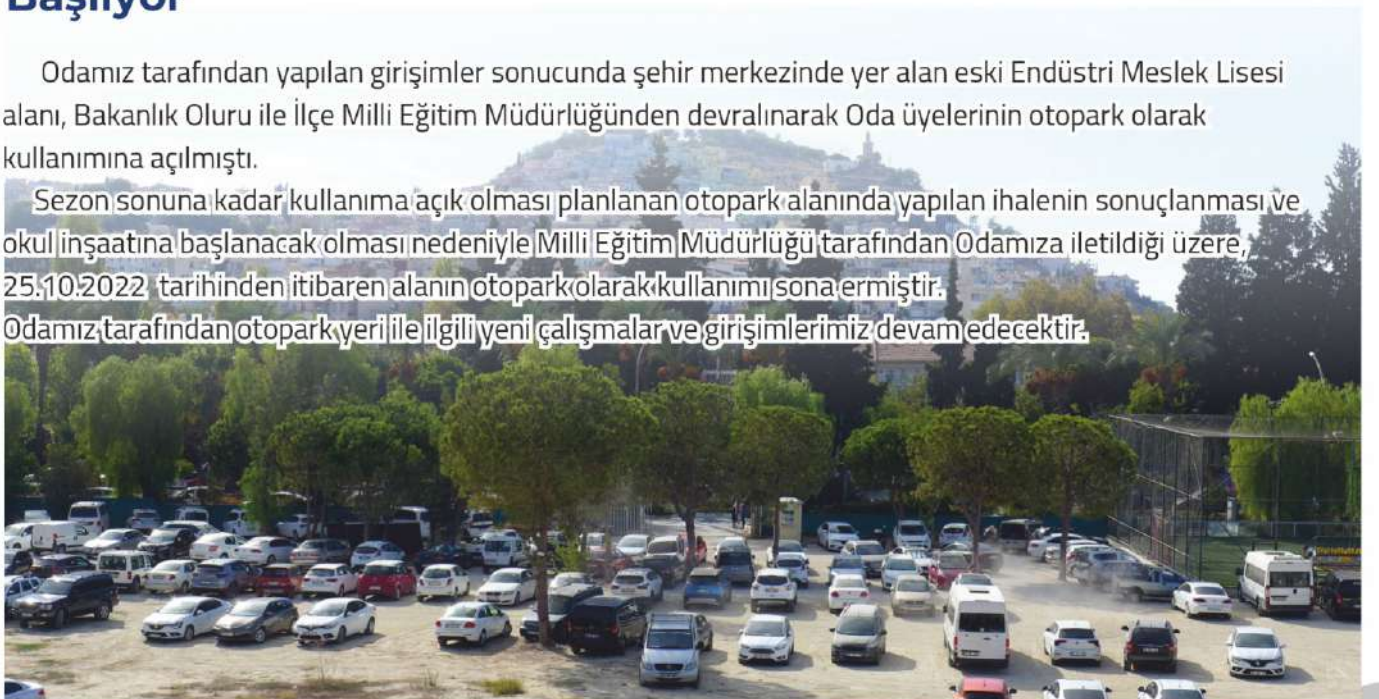 Başlıyor
Odamız tarafından yapılan girişimler sonucunda şehir merkezinde yer alan eski Endüstri Meslek Lisesi
alanı, Bakanlık Oluru ile İlçe Milli Eğitim Müdürlüğünden devralınarak Oda üyelerinin otopark olarak
kullanımına açılmıştı.
Sezon sonuna kadar kullanıma açık olması planlanan otopark alanında yapılan ihalenin sonuçlanması ve
okul inşaatına başlanacak olması nedeniyle Milli Eğitim Müdürlüğü tarafından Odamıza iletildiği üzere,
25.10.2022 tarihinden itibaren alanın otopark olarak kullanımı sona ermiştir.
Odamız tarafından otopark yeri ile ilgili yeni çalışmalar ve girişimlerimiz devam edecektir.